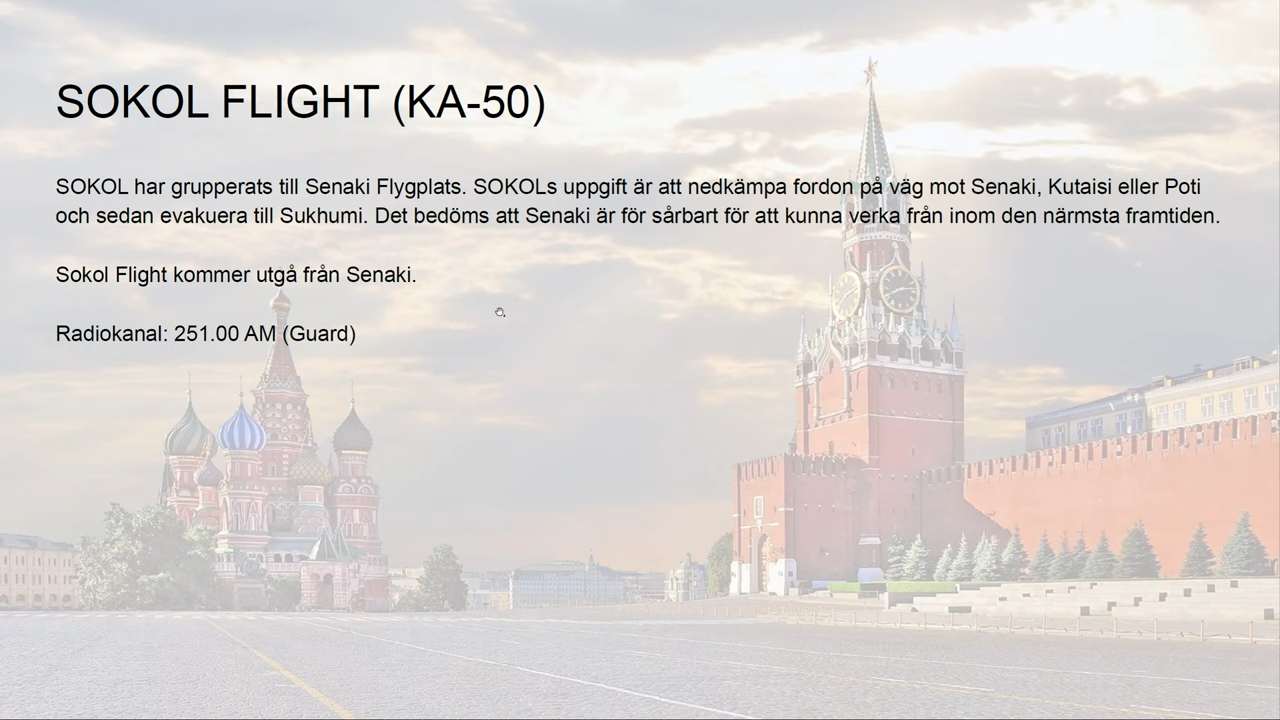 SOKOL FLIGHT (KA-50)
SOKOL har grupperats till Senaki Flygplats. SOKOLs uppgift är att nedkämpa fordon på väg mot Senaki, Kutaisi eller Poti
och sedan evakuera till Sukhumi. Det bedöms att Senaki är för sårbart för att kunna verka från inom den närmsta framtiden.
Sokol Flight kommer utgå från Senaki.
Radiokanal: 251.00 AM (Guard)